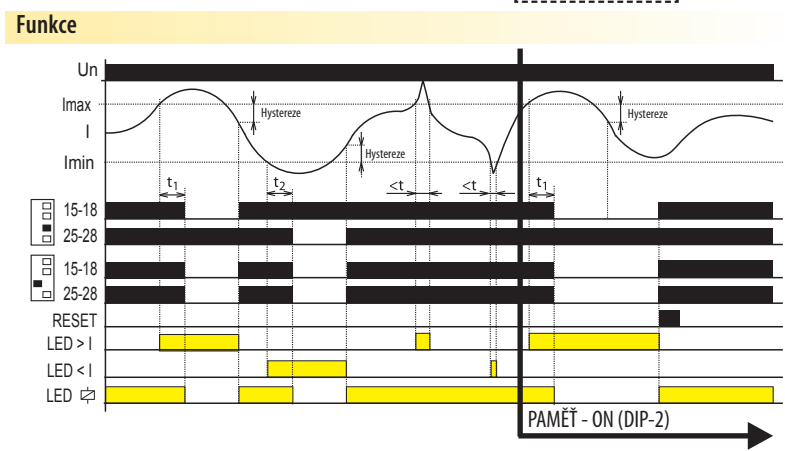 Funkce
Un
Imax
Hystereze
Hystereze
I
Hystereze
Imin
t1
t2
<t
<t
t1
15-18
25-28
15-18
25-28
RESET
LED > I
LED < I
LED
PAMĚŤ - ON (DIP-2)